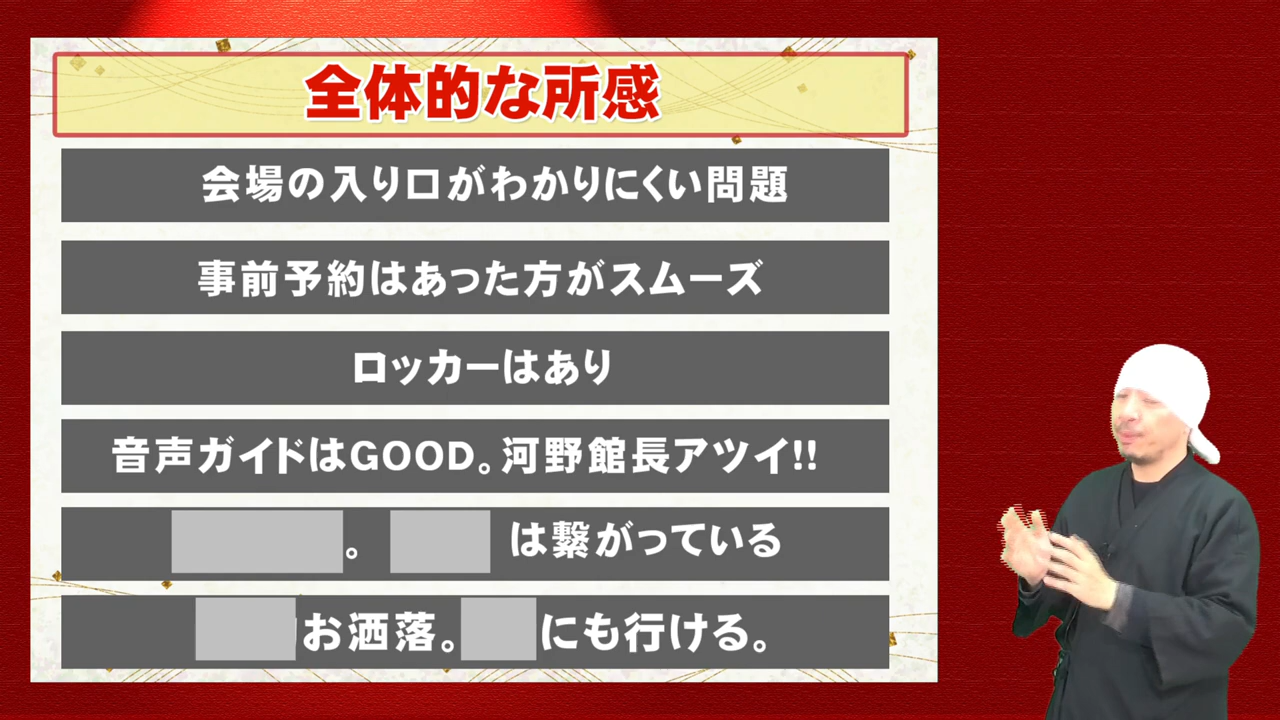 全体的な所感
会場の入り口がわかりにくい問題
事前予約はあった方がスムーズ
ロッカーはあり
音声ガイドはGOOD。河野館長アツイ!!
。 は繋がっている
お洒落。 にも行ける。